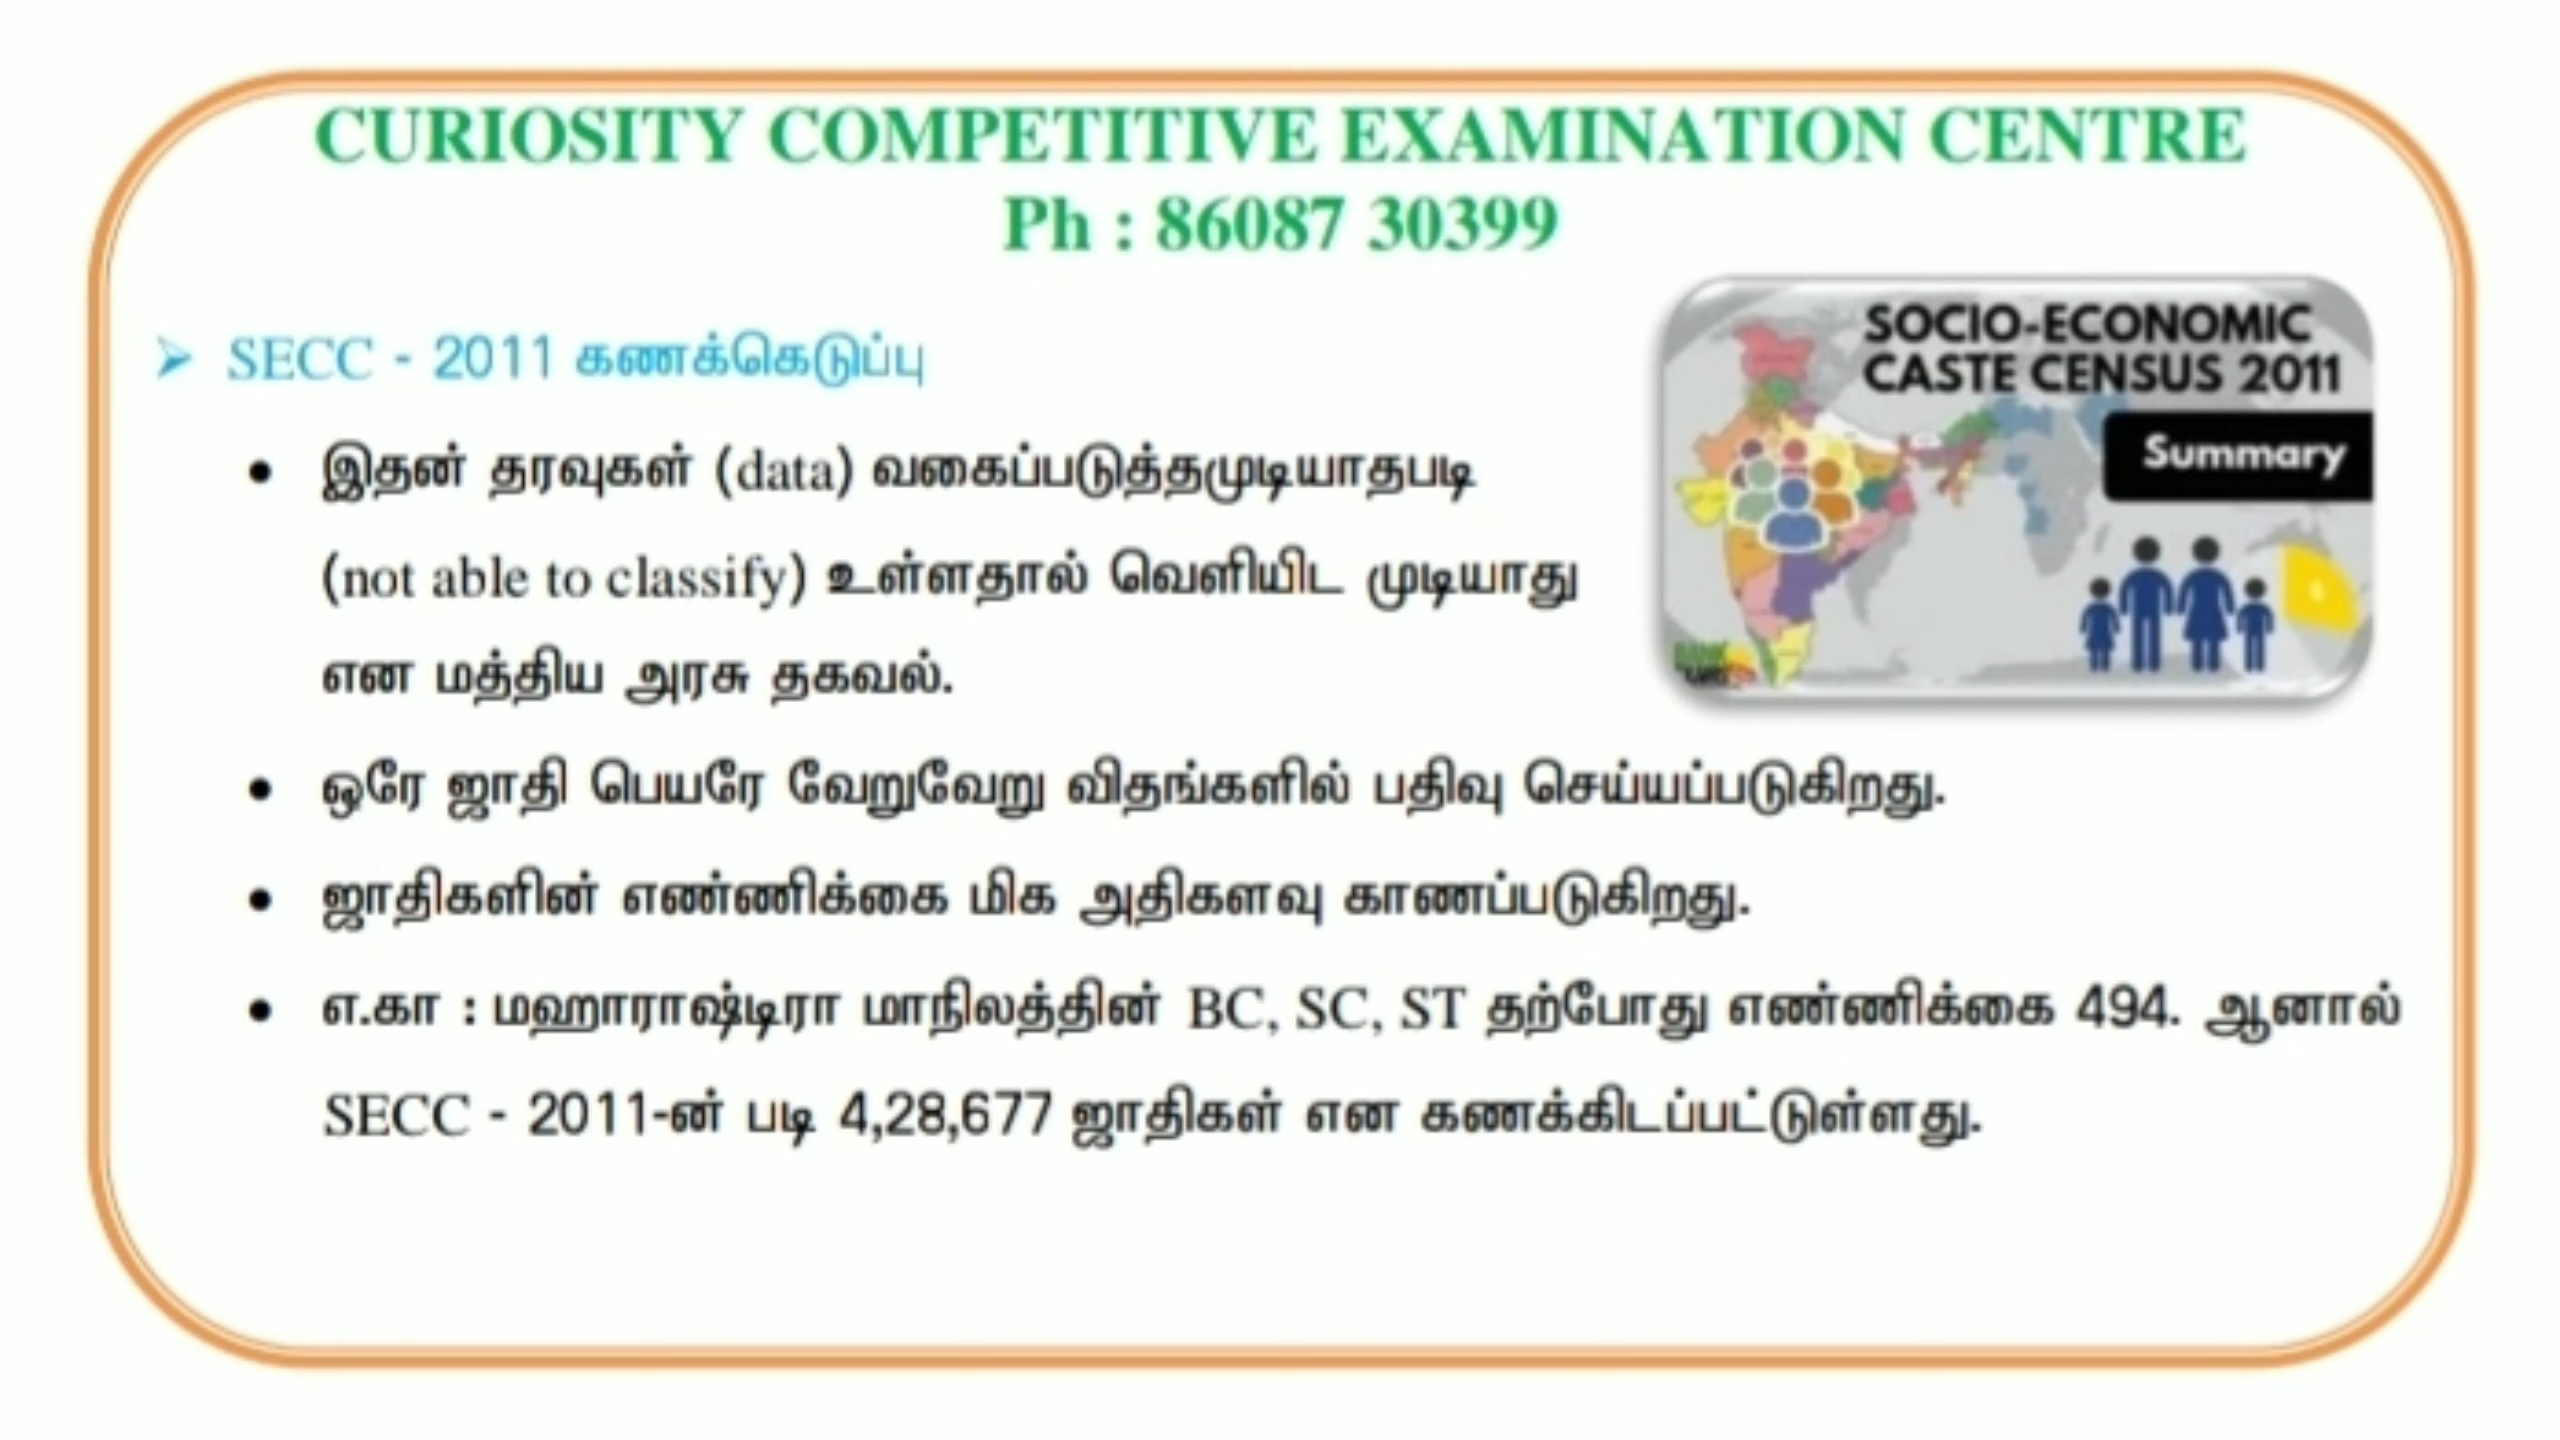 CURIOSITY COMPETITIVE EXAMINATION CENTRE
Ph : 86087 30399
➤ SECC - 2011 கணக்கெடுப்பு
SOCIO-ECONOMIC
CASTE CENSUS 2011
Summary
• இதன் தரவுகள் (data) வகைப்படுத்தமுடியாதபடி
(not able to classify) உள்ளதால் வெளியிட முடியாது
என மத்திய அரசு தகவல்.
• ஒரே ஜாதி பெயரே வேறுவேறு விதங்களில் பதிவு செய்யப்படுகிறது.
• ஜாதிகளின் எண்ணிக்கை மிக அதிகளவு காணப்படுகிறது.
• எ.கா : மஹாராஷ்டிரா மாநிலத்தின் BC, SC, ST தற்போது எண்ணிக்கை 494. ஆனால்
SECC - 2011-ன் படி 4,28,677 ஜாதிகள் என கணக்கிடப்பட்டுள்ளது.